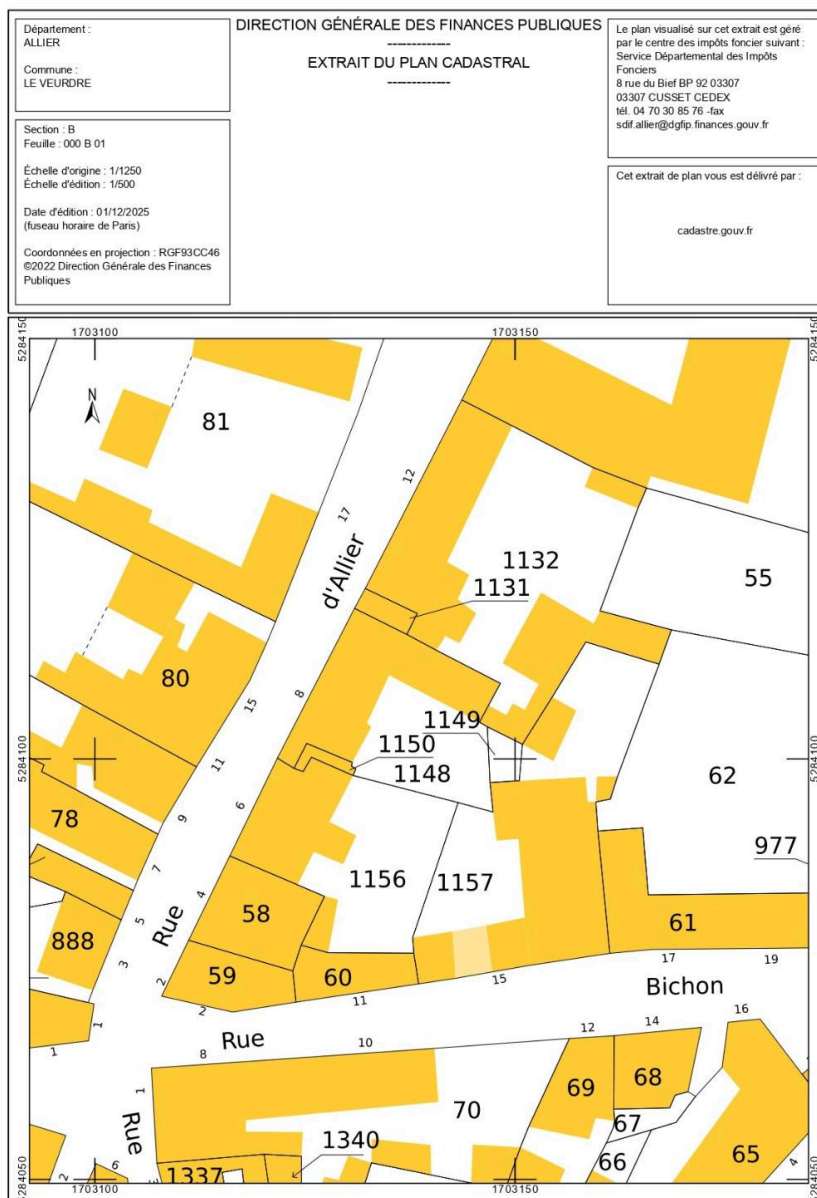 Département :
ALLIER
Commune :
LE VEURDRE
Section : B
Feuille : 000 B 01
Échelle d'origine : 1/1250
Échelle d'édition : 1/500
Date d'édition : 01/12/2025
(fuseau horaire de Paris)
Coordonnées en projection : RGF93CC46
©2022 Direction Générale des Finances
Publiques
DIRECTION GÉNÉRALE DES FINANCES PUBLIQUES
-------------
EXTRAIT DU PLAN CADASTRAL
-------------
Le plan visualisé sur cet extrait est géré
par le centre des impôts foncier suivant :
Service Départemental des Impôts
Fonciers
8 rue du Bief BP 92 03307
03307 CUSSET CEDEX
tél. 04 70 30 85 76 -fax
sdif.allier@dgfip.finances.gouv.fr
Cet extrait de plan vous est délivré par :
cadastre.gouv.fr
1703100
1703150
5284150
5284150
N
81
12
17
d'Allier
1132
1131
55
80
8
15
1149
1150
1148
5284100
5284100
11
62
6
9
78
977
7
1156
1157
4
58
5
Rue
888
61
3
59
60
2
17
19
2
11
15
Bichon
1
1
Rue
8
10
12
14
16
1
69
68
70
67
Rue
1340
66
65
4
2
6
1337
3
5284050
5284050
1703100
1703150